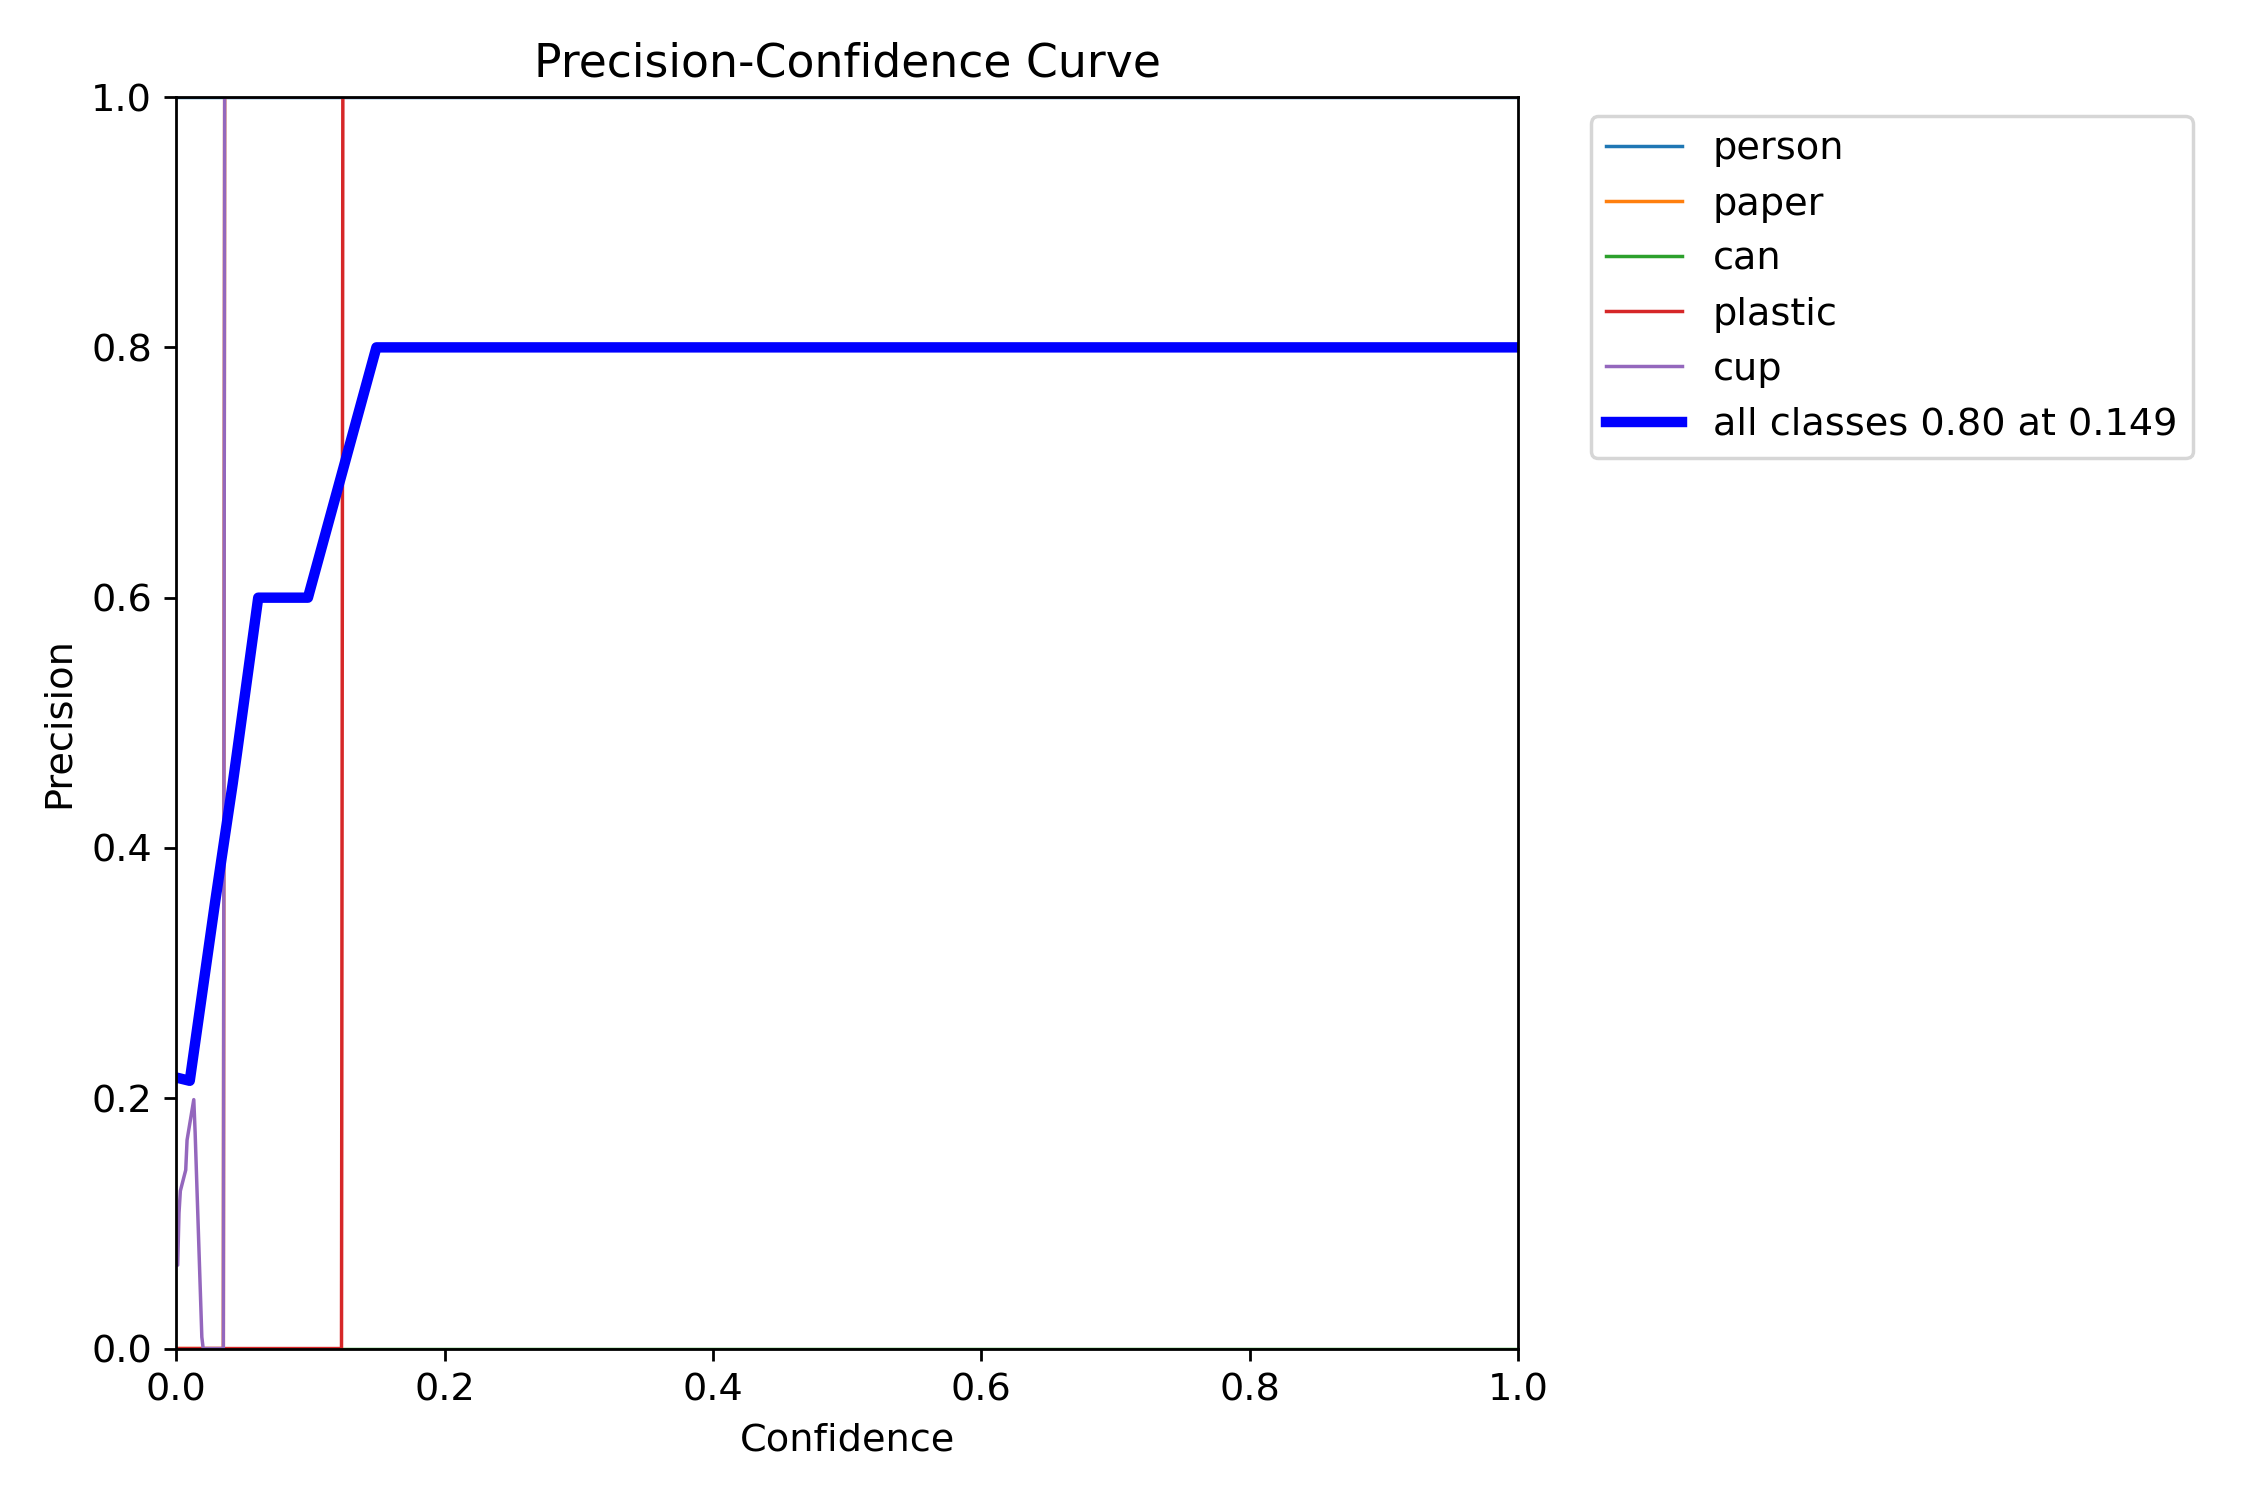 Precision-Confidence Curve
1.0
0.8
0.6
0.4
0.2
0.0
Precision
0.0 0.2 0.4 0.6 0.8 1.0
Confidence
person
paper
can
plastic
cup
all classes 0.80 at 0.149